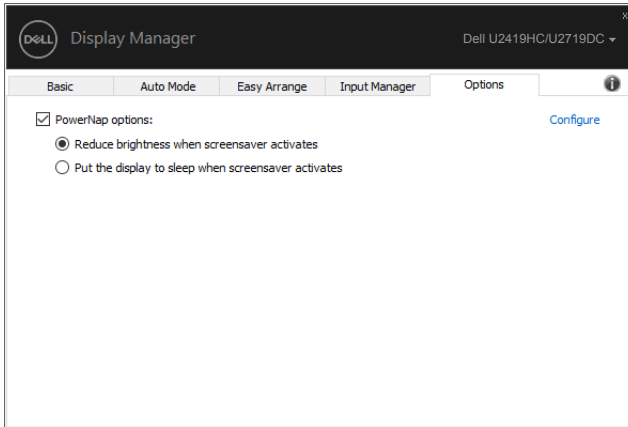 x
DELL Display Manager Dell U2419HC/U2719DC
Basic Auto Mode Easy Arrange Input Manager Options i
PowerNap options: Configure
Reduce brightness when screensaver activates
Put the display to sleep when screensaver activates